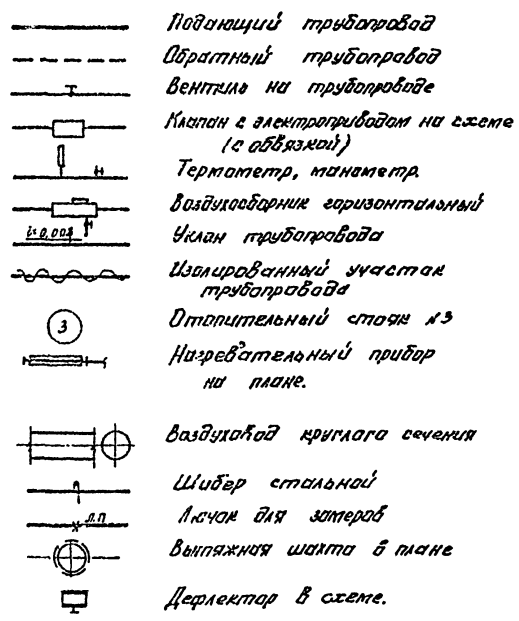 Подающий трубопровод
Обратный трубопровод
Вентиль на трубопроводе
Клапан с электроприводом на схеме
(с обвязкой)
Термометр, манометр.
Воздухосборник горизонтальный
i=0,003
Уклон трубопровода
Изолированный участок
трубопровода
3 Отопительный стояк №3
Нагревательный прибор
на плане.
Воздуховод круглого сечения
Шибер стальной
Л.П Лючок для замеров
Вытяжная шахта в плане
Дефлектор в схеме.